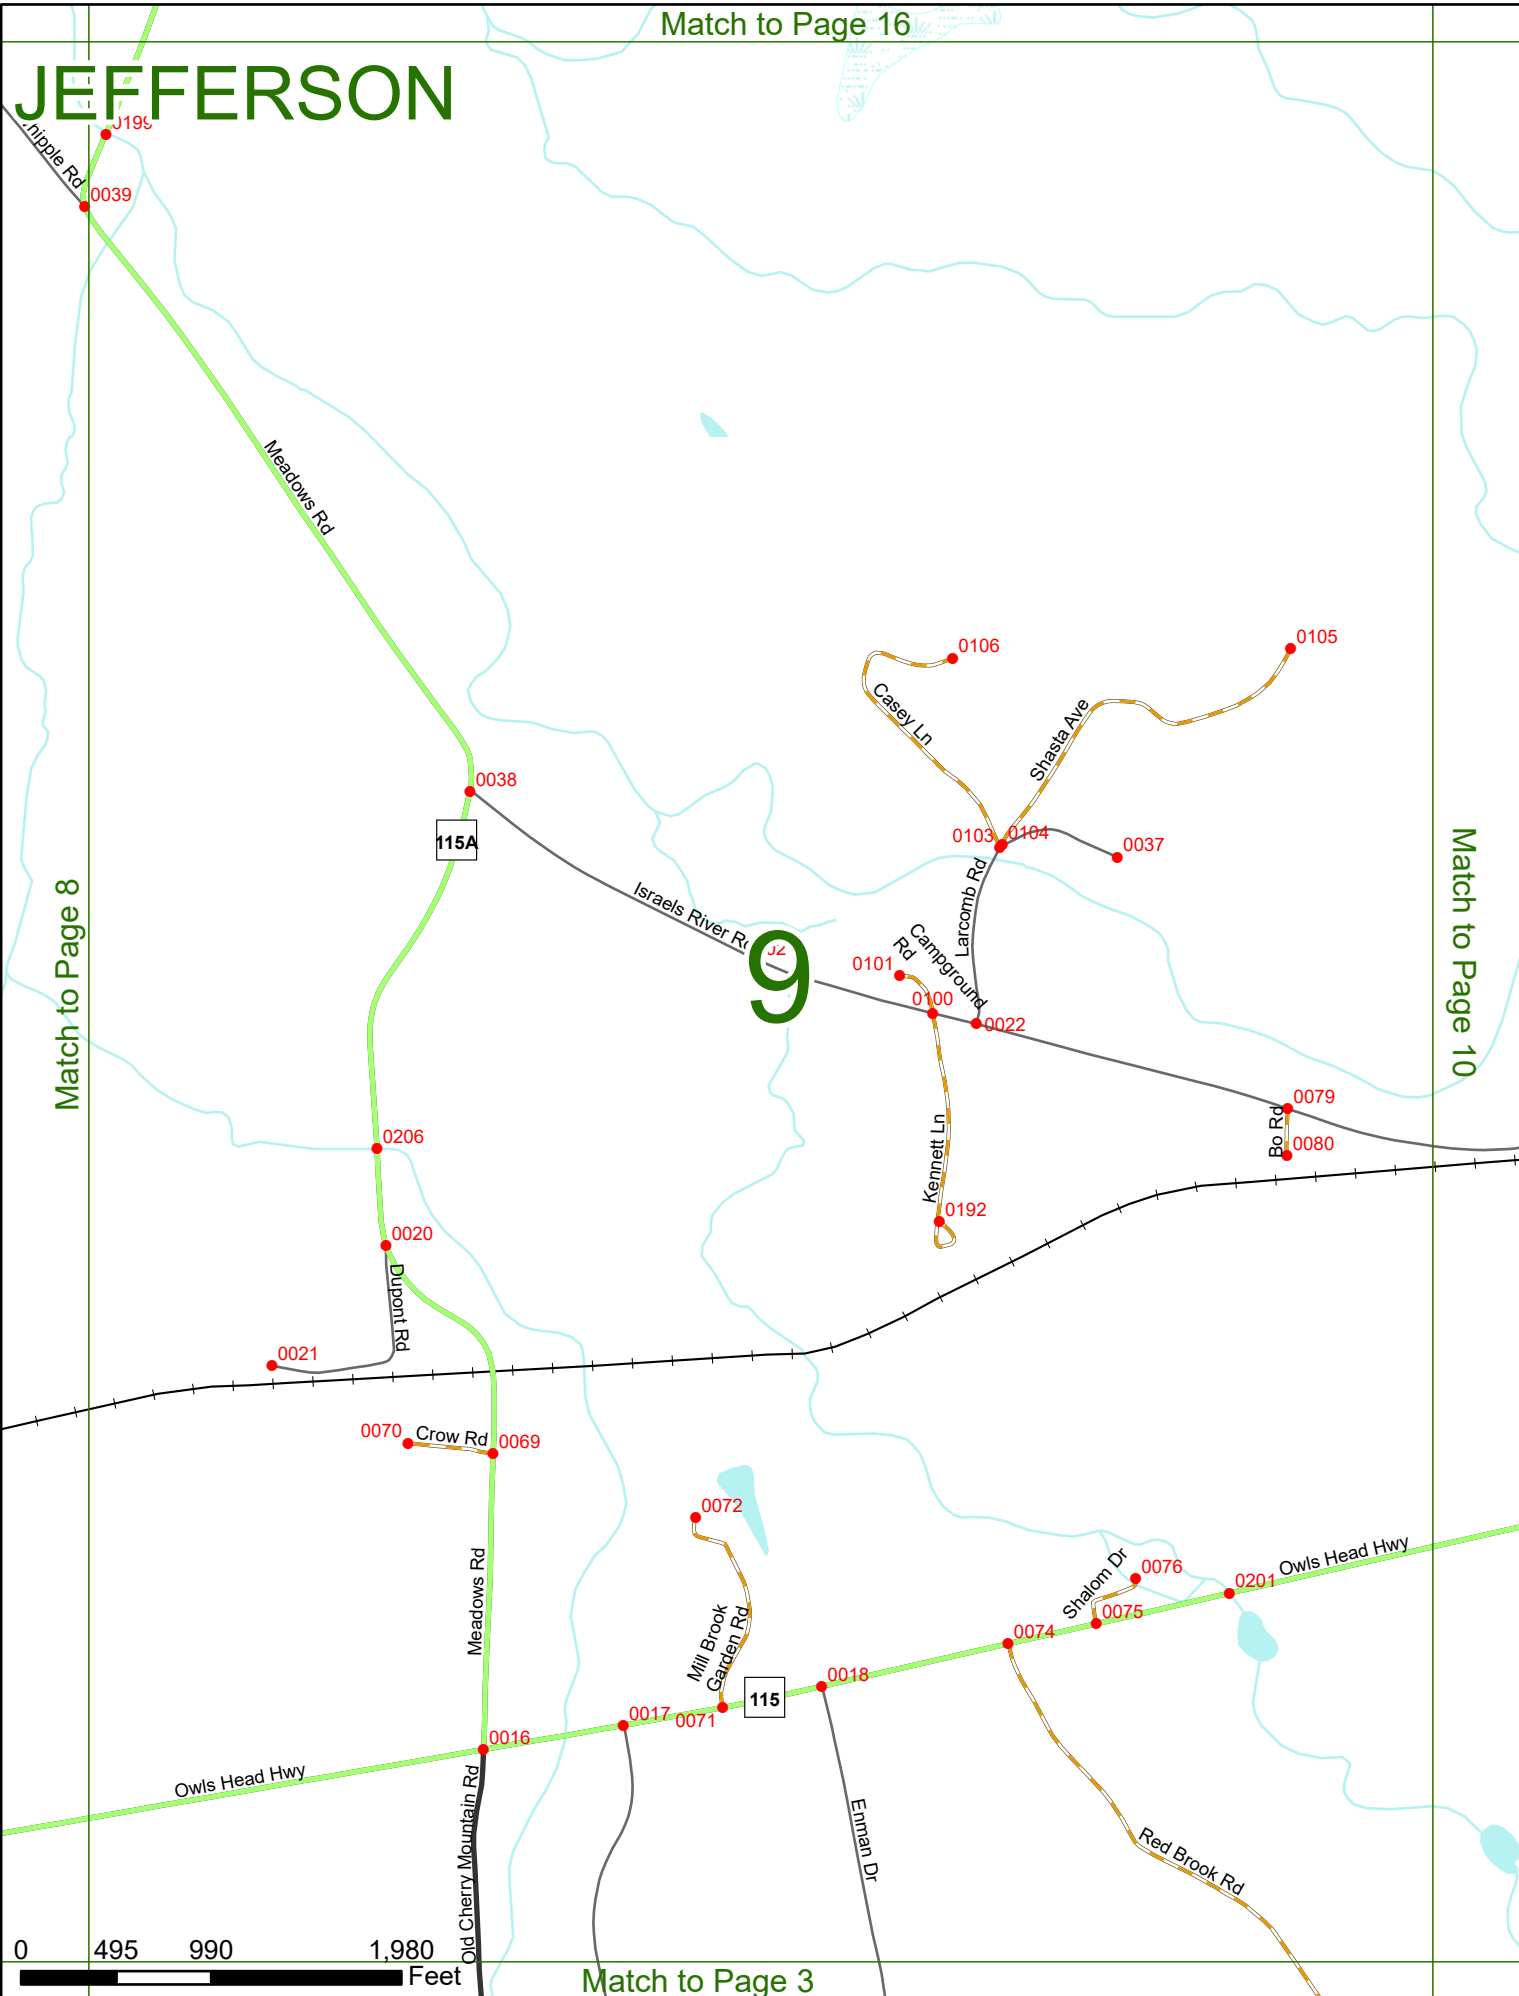 Match to Page 16
JEFFERSON
0199
hipple Rd
0039
Meadows Rd
0106
0105
Casey Ln
Shasta Ave
0038
115A
0103
0104
0037
Larcomb Rd
Israels River Rd
02
9
0101
Campground
Rd
0100
0022
Match to Page 8
Match to Page 10
0079
Bo Rd
0080
0206
Kennett Ln
0192
0020
Dupont Rd
0021
0070
Crow Rd
0069
0072
Meadows Rd
Mill Brook
Garden Rd
Shalom Dr
0076
0201
Owls Head Hwy
0075
0074
0018
115
0071
0017
0016
Owls Head Hwy
Old Cherry Mountain Rd
Enman Dr
Red Brook Rd
0 495 990 1,980
Feet
Match to Page 3